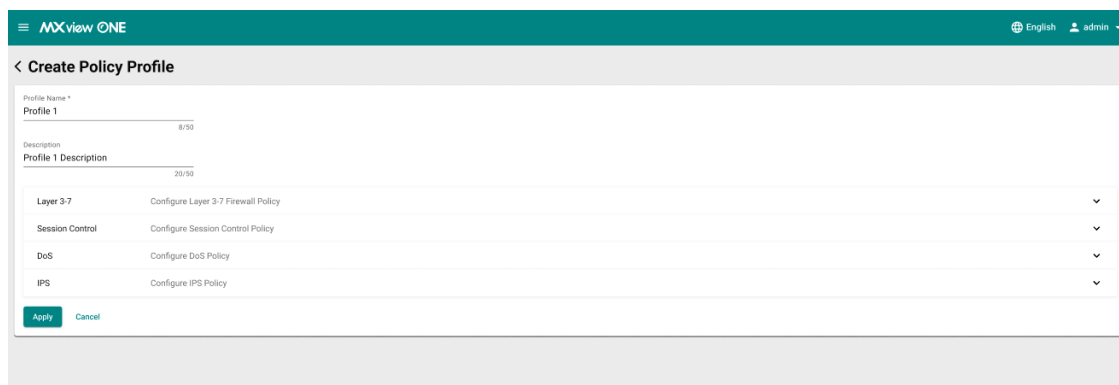 MXview ONE English admin
Create Policy Profile
Profile Name *
Profile 1
8/50
Description
Profile 1 Description
20/50
Layer 3-7 Configure Layer 3-7 Firewall Policy
Session Control Configure Session Control Policy
DoS Configure DoS Policy
IPS Configure IPS Policy
Apply Cancel